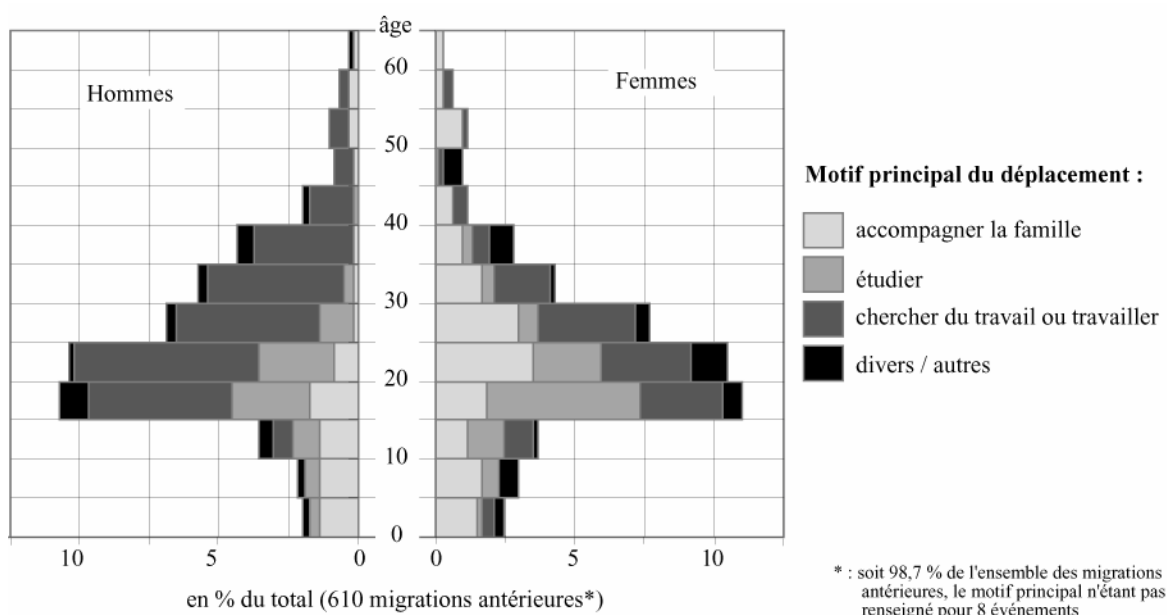 âge
60
50
40
30
20
10
0
Hommes
Femmes
10
5
0
0
5
10
en % du total (610 migrations antérieures*)
Motif principal du déplacement :
accompagner la famille
étudier
chercher du travail ou travailler
divers / autres
* : soit 98,7 % de l'ensemble des migrations
antérieures, le motif principal n'étant pas
renseigné pour 8 événements